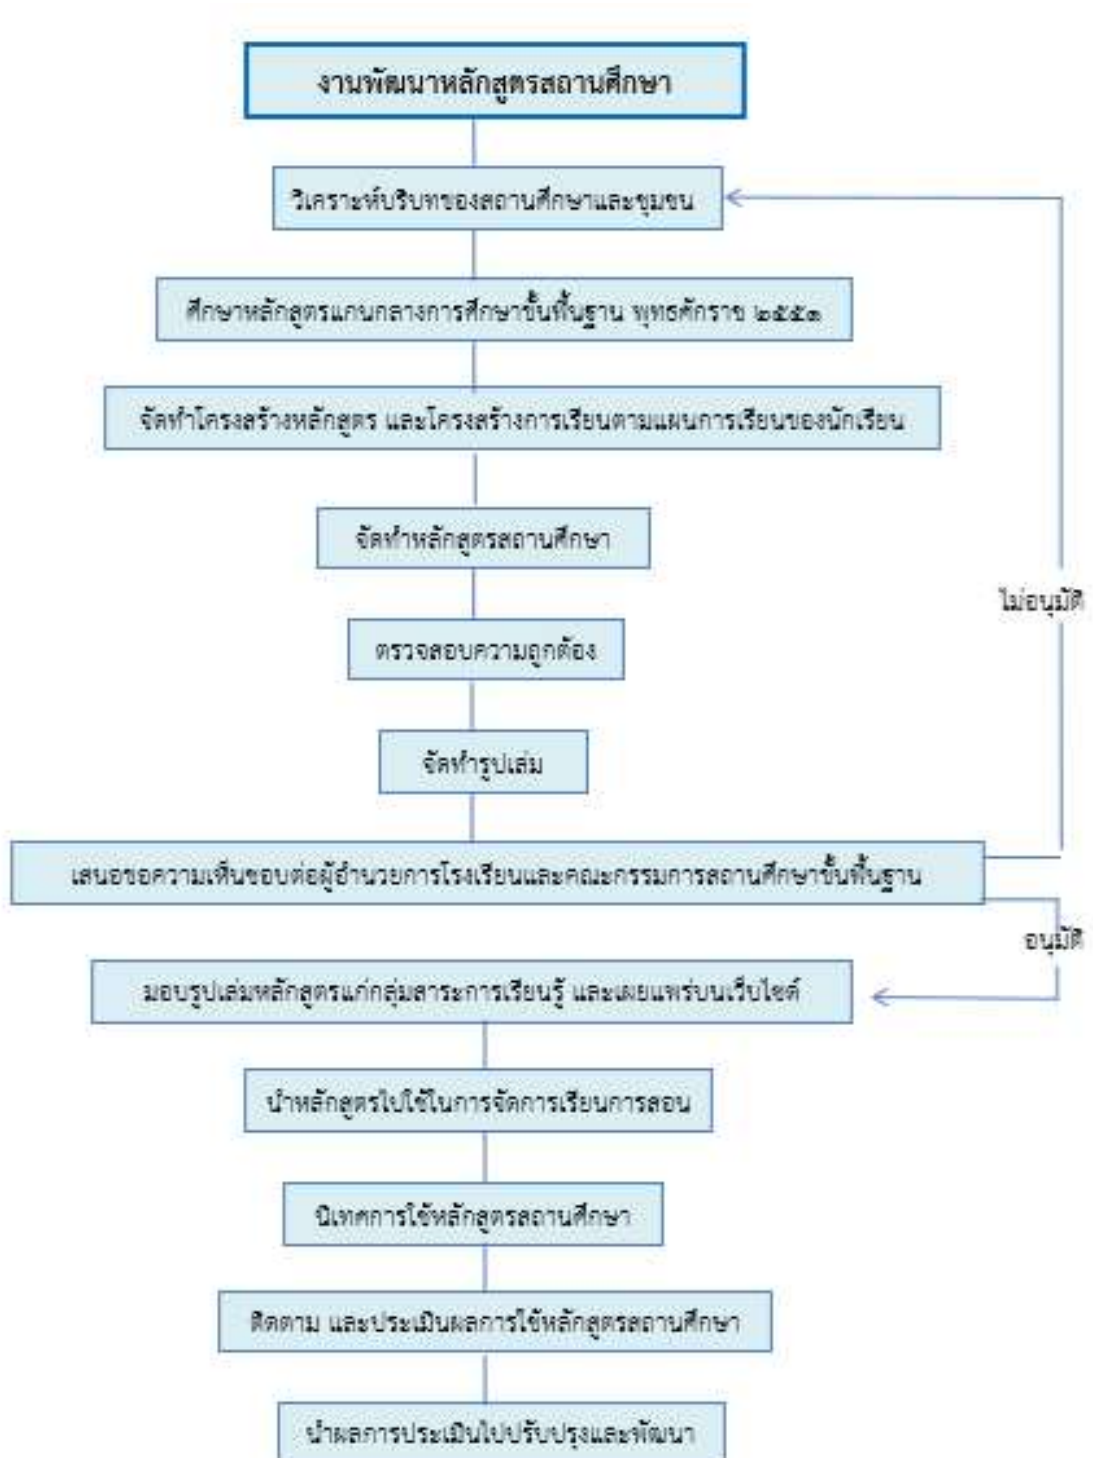 งานพัฒนาหลักสูตรสถานศึกษา
วิเคราะห์บริบทของสถานศึกษาและชุมชน
ศึกษาหลักสูตรแกนกลางการศึกษาขั้นพื้นฐาน พุทธศักราช ๒๕๕๑
จัดทำโครงสร้างหลักสูตร และโครงสร้างการเรียนตามแผนการเรียนของนักเรียน
จัดทำหลักสูตรสถานศึกษา
ไม่อนุมัติ
ตรวจสอบความถูกต้อง
จัดทำรูปเล่ม
เสนอขอความเห็นชอบต่อผู้อำนวยการโรงเรียนและคณะกรรมการสถานศึกษาขั้นพื้นฐาน
อนุมัติ
มอบรูปเล่มหลักสูตรแก่กลุ่มสาระการเรียนรู้ และเผยแพร่บนเว็บไซต์
นำหลักสูตรไปใช้ในการจัดการเรียนการสอน
นิเทศการใช้หลักสูตรสถานศึกษา
ติดตาม และประเมินผลการใช้หลักสูตรสถานศึกษา
นำผลการประเมินไปปรับปรุงและพัฒนา